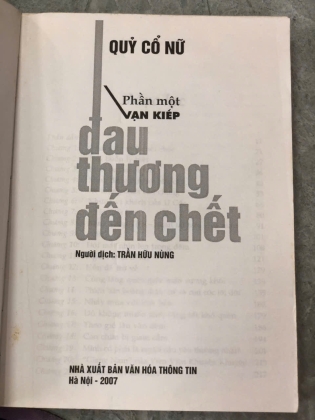 QUỶ CỔ NỮ
Phần một
VẠN KIẾP
đau
thương
đến chết
Người dịch: TRẦN HỮU NÙNG
NHÀ XUẤT BẢN VĂN HÓA THÔNG TIN
Hà Nội - 2007